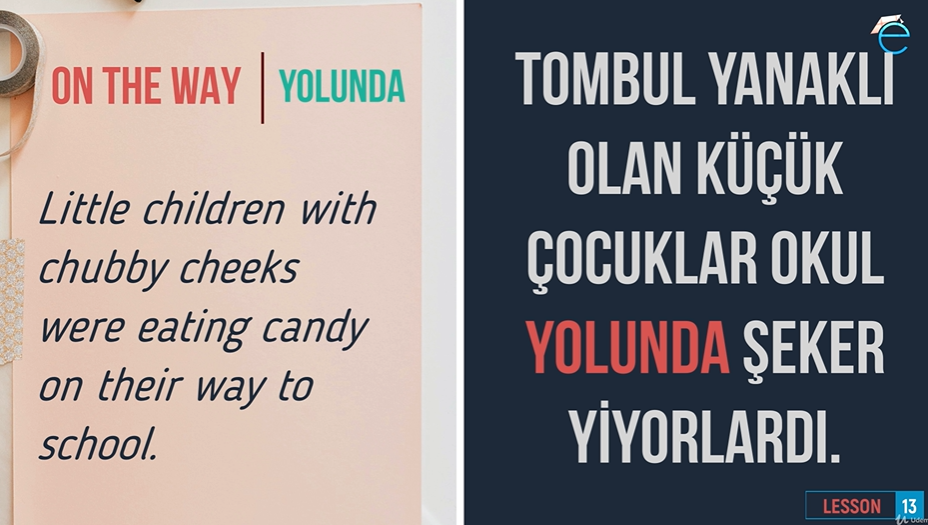 ON THE WAY | YOLUNDA
Little children with
chubby cheeks
were eating candy
on their way to
school.
TOMBUL YANAKLI
OLAN KÜÇÜK
ÇOCUKLAR OKUL
YOLUNDA ŞEKER
YİYORLARDI.
LESSON 13